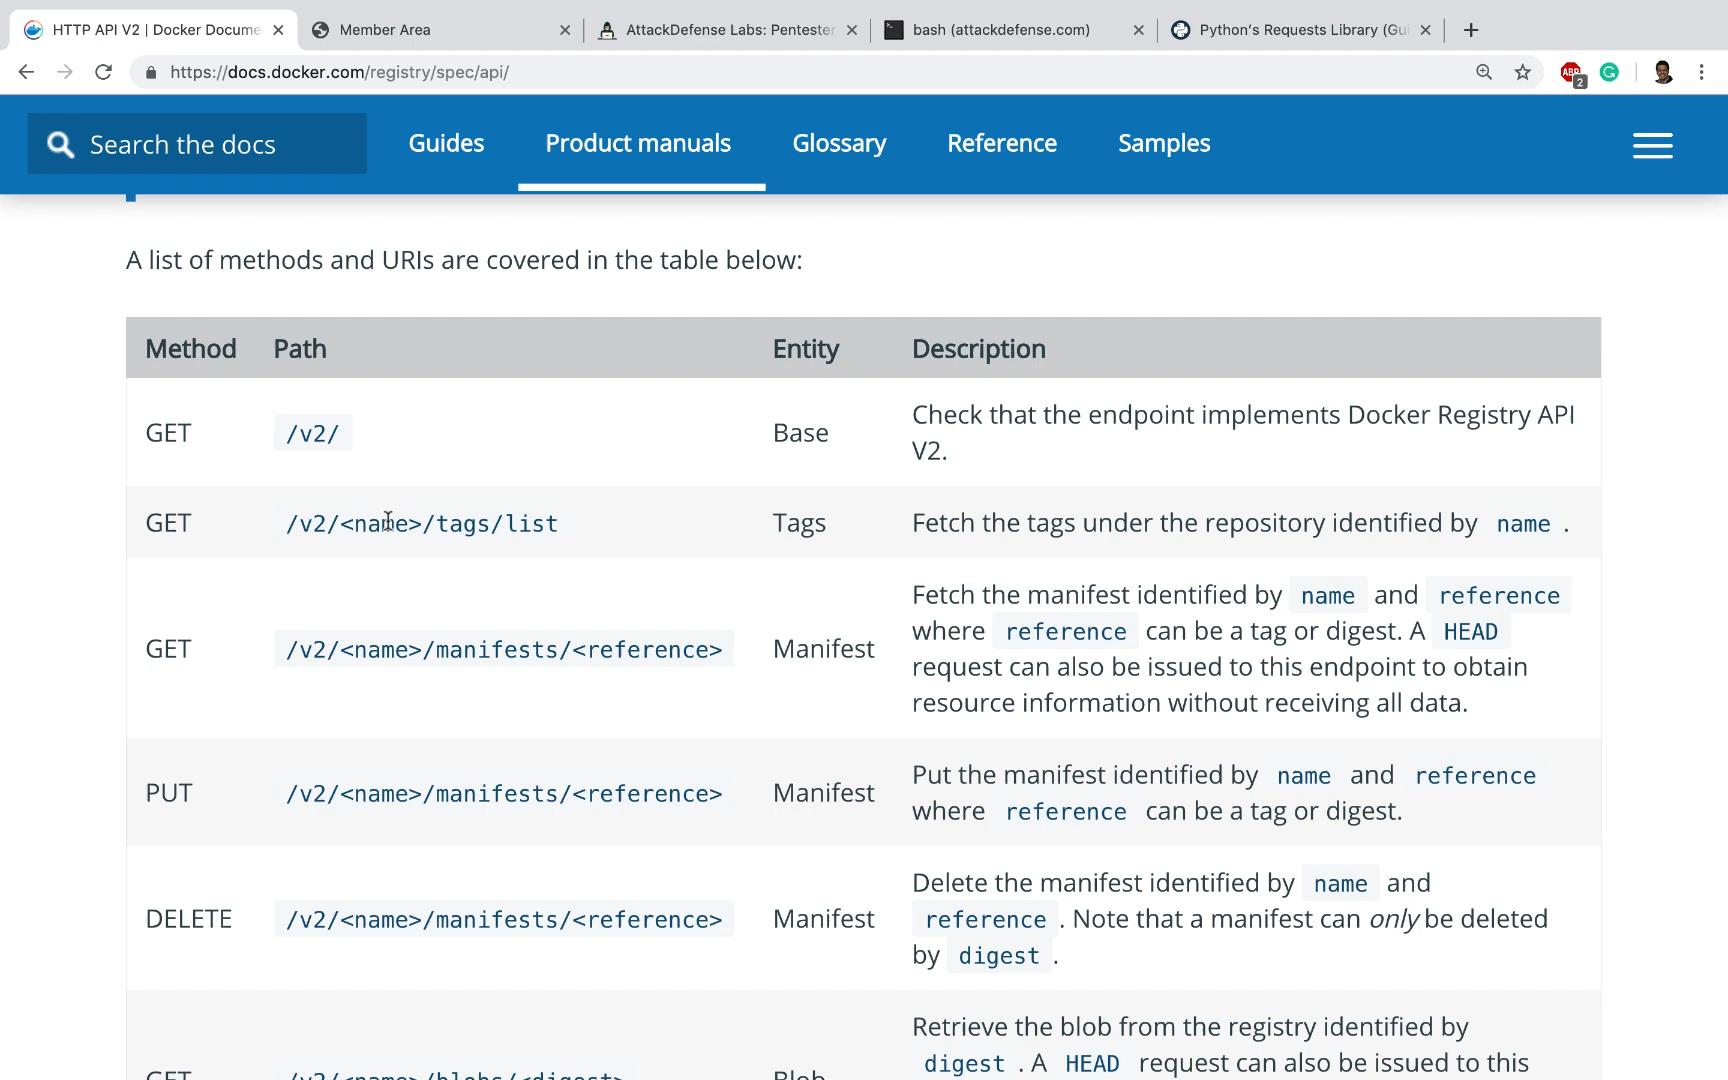 HTTP API V2 | Docker Docume
Member Area
AttackDefense Labs: Pentester
bash (attackdefense.com)
Python's Requests Library (Gui
https://docs.docker.com/registry/spec/api/
ABP
2
Search the docs
Guides
Product manuals
Glossary
Reference
Samples
A list of methods and URIs are covered in the table below:
Method Path Entity Description
GET /v2/ Base Check that the endpoint implements Docker Registry API
V2.
GET /v2/<name>/tags/list Tags Fetch the tags under the repository identified by name .
GET /v2/<name>/manifests/<reference> Manifest Fetch the manifest identified by name and reference
where reference can be a tag or digest. A HEAD
request can also be issued to this endpoint to obtain
resource information without receiving all data.
PUT /v2/<name>/manifests/<reference> Manifest Put the manifest identified by name and reference
where reference can be a tag or digest.
DELETE /v2/<name>/manifests/<reference> Manifest Delete the manifest identified by name and
reference . Note that a manifest can only be deleted
by digest .
GET /v2/<name>/blobs/<digest> Blob Retrieve the blob from the registry identified by
digest . A HEAD request can also be issued to this